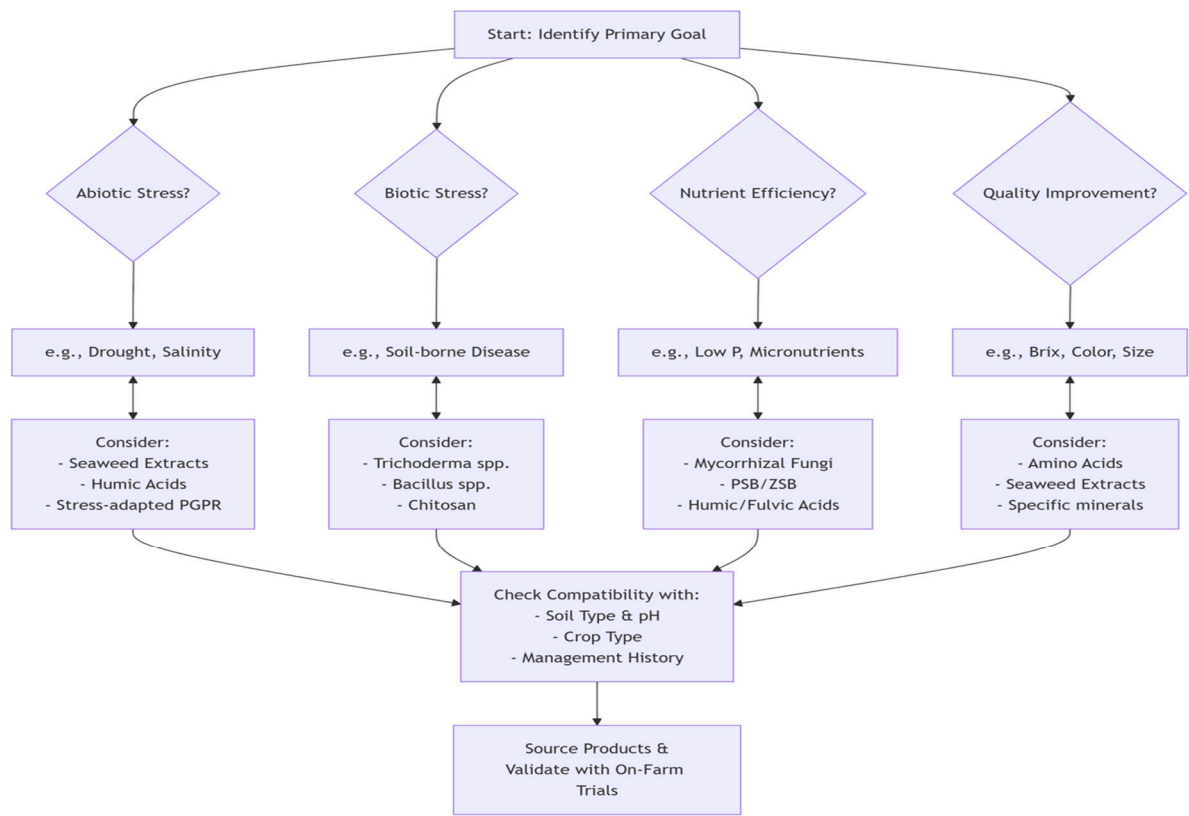 Start: Identify Primary Goal
Abiotic Stress?
Biotic Stress?
Nutrient Efficiency?
Quality Improvement?
e.g., Drought, Salinity
e.g., Soil-borne Disease
e.g., Low P, Micronutrients
e.g., Brix, Color, Size
Consider:
- Seaweed Extracts
- Humic Acids
- Stress-adapted PGPR
Consider:
- Trichoderma spp.
- Bacillus spp.
- Chitosan
Consider:
- Mycorrhizal Fungi
- PSB/ZSB
- Humic/Fulvic Acids
Consider:
- Amino Acids
- Seaweed Extracts
- Specific minerals
Check Compatibility with:
- Soil Type & pH
- Crop Type
- Management History
Source Products &
Validate with On-Farm
Trials